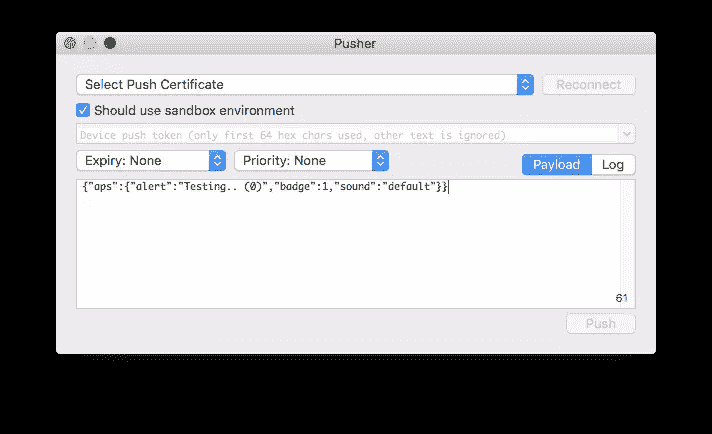 Pusher
Select Push Certificate Reconnect
Should use sandbox environment
Device push token (only first 64 hex chars used, other text is ignored)
Expiry: None Priority: None Payload Log
{"aps":{"alert":"Testing.. (0)","badge":1,"sound":"default"}}
61
Push